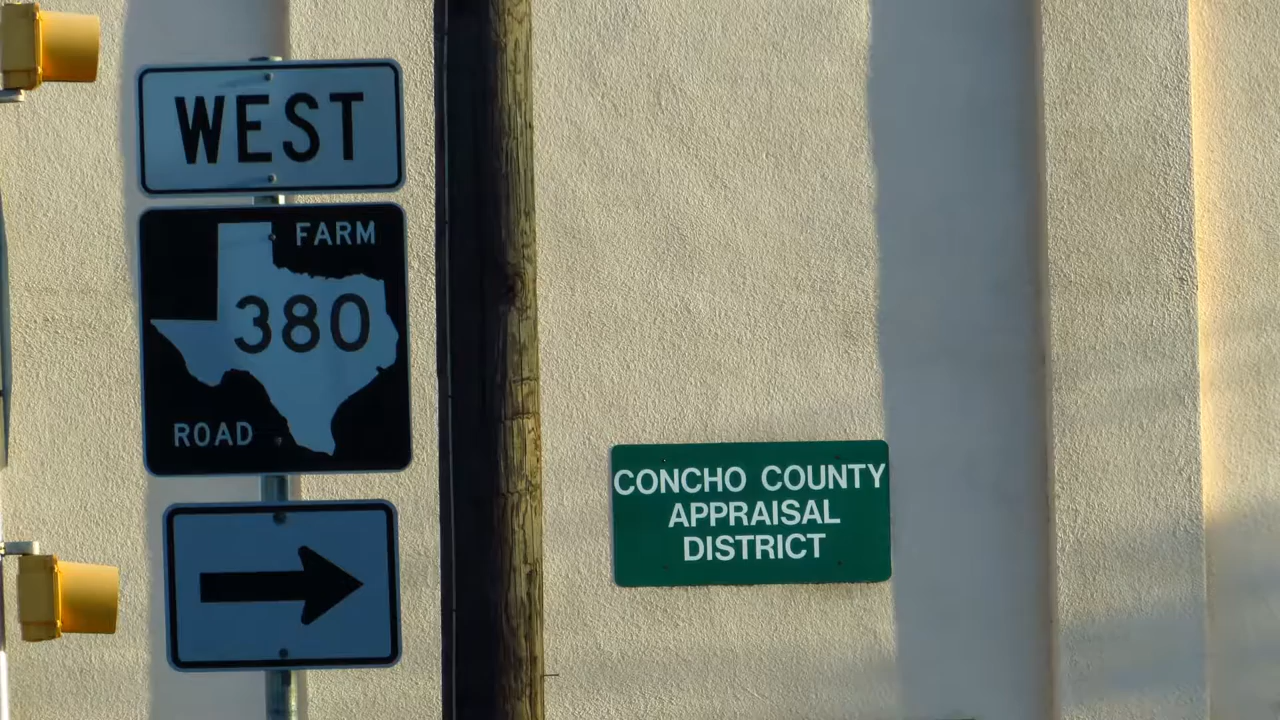 WEST
FARM
380
ROAD
CONCHO COUNTY
APPRAISAL
DISTRICT